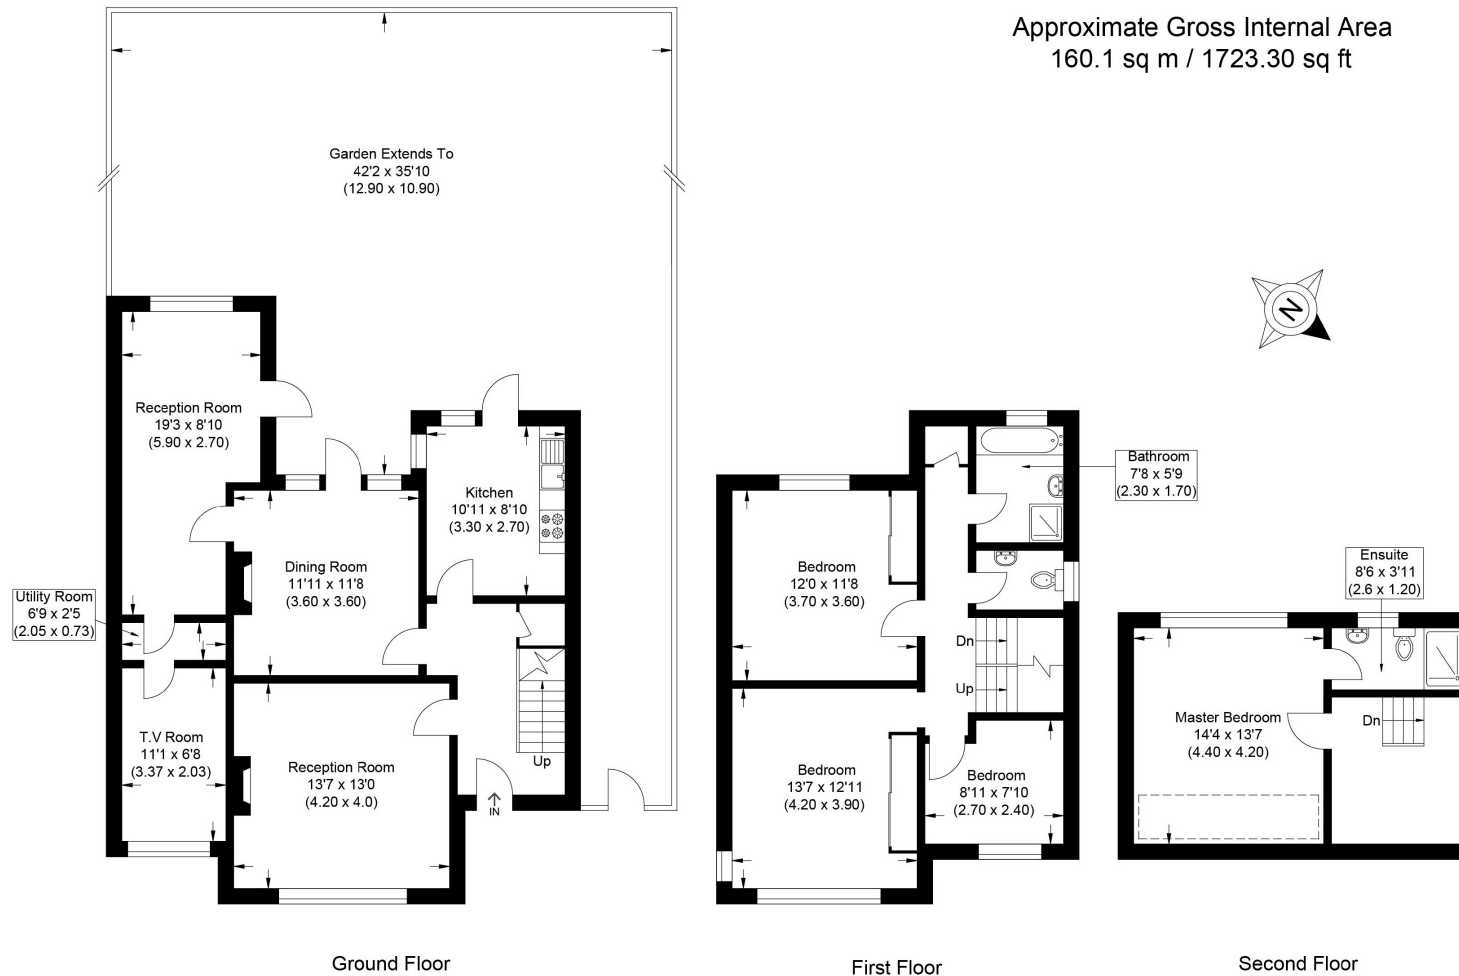 Approximate Gross Internal Area
160.1 sq m / 1723.30 sq ft
Garden Extends To
42'2 x 35'10
(12.90 x 10.90)
Reception Room
19'3 x 8'10
(5.90 x 2.70)
Kitchen
10'11 x 8'10
(3.30 x 2.70)
Dining Room
11'11 x 11'8
(3.60 x 3.60)
Utility Room
6'9 x 2'5
(2.05 x 0.73)
T.V Room
11'1 x 6'8
(3.37 x 2.03)
Reception Room
13'7 x 13'0
(4.20 x 4.0)
Up
IN
Ground Floor
Bathroom
7'8 x 5'9
(2.30 x 1.70)
Bedroom
12'0 x 11'8
(3.70 x 3.60)
Dn
Up
Bedroom
13'7 x 12'11
(4.20 x 3.90)
Bedroom
8'11 x 7'10
(2.70 x 2.40)
First Floor
N
Ensuite
8'6 x 3'11
(2.6 x 1.20)
Master Bedroom
14'4 x 13'7
(4.40 x 4.20)
Dn
Second Floor